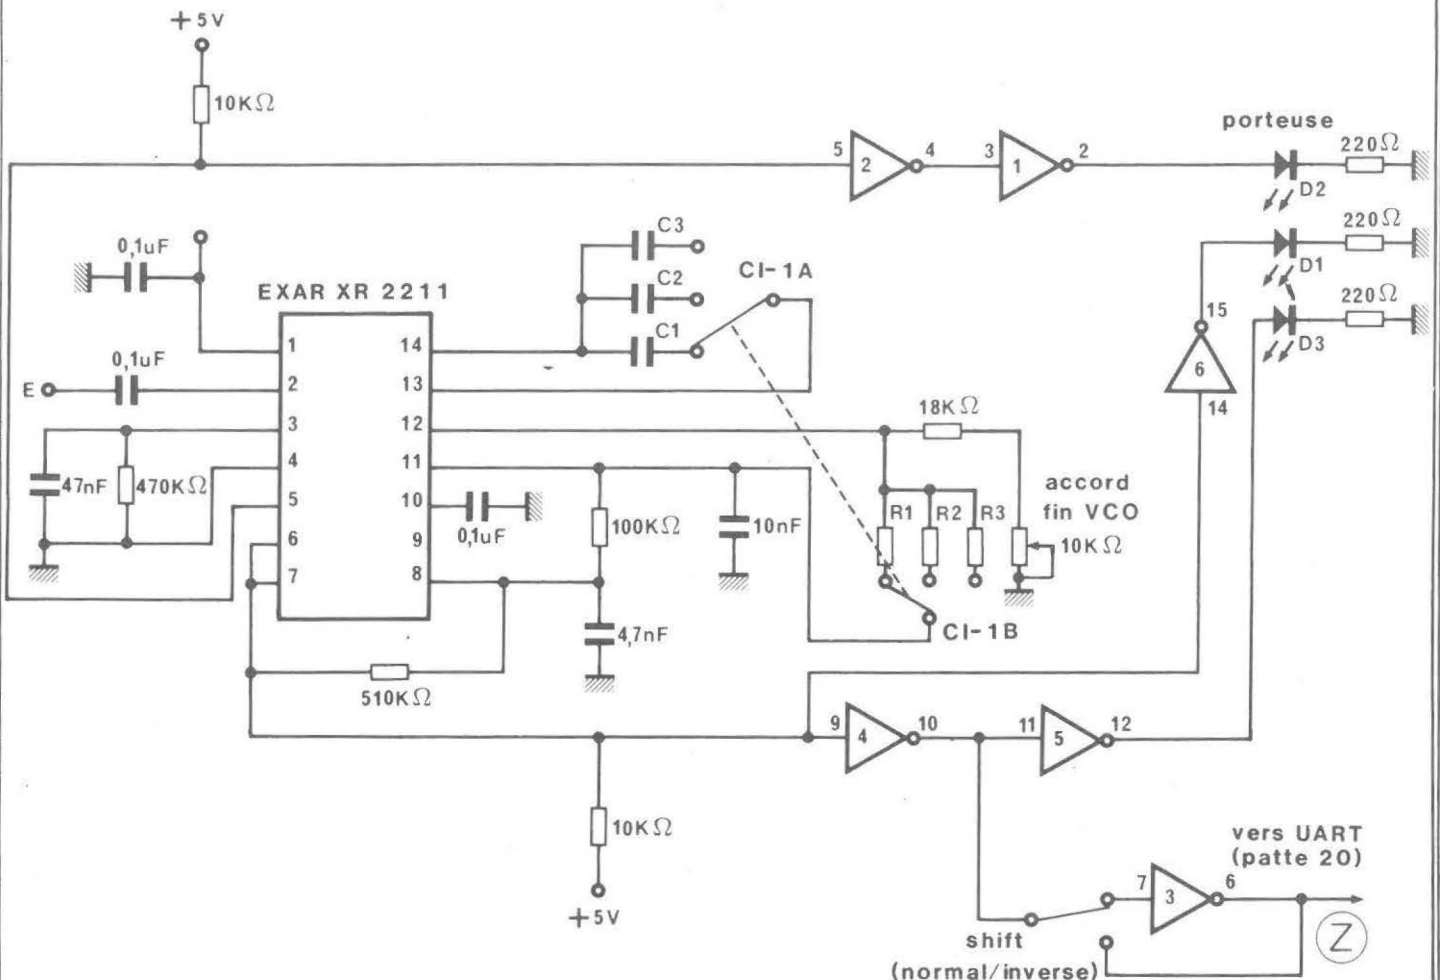 +5V
10KΩ
5
2
4
3
1
2
porteuse
220Ω
D2
0,1uF
C3
CI-1A
220Ω
D1
EXAR XR 2211
C2
220Ω
15
D3
1
14
C1
6
14
0,1uF
E
2
13
3
12
18KΩ
4
11
47nF
470KΩ
5
10
0,1uF
100KΩ
10nF
R1
R2
R3
accord
fin VCO
10KΩ
6
9
7
8
4,7nF
CI-1B
510KΩ
9
4
10
11
5
12
10KΩ
+5V
vers UART
(patte 20)
7
3
6
Z
shift
(normal/inverse)